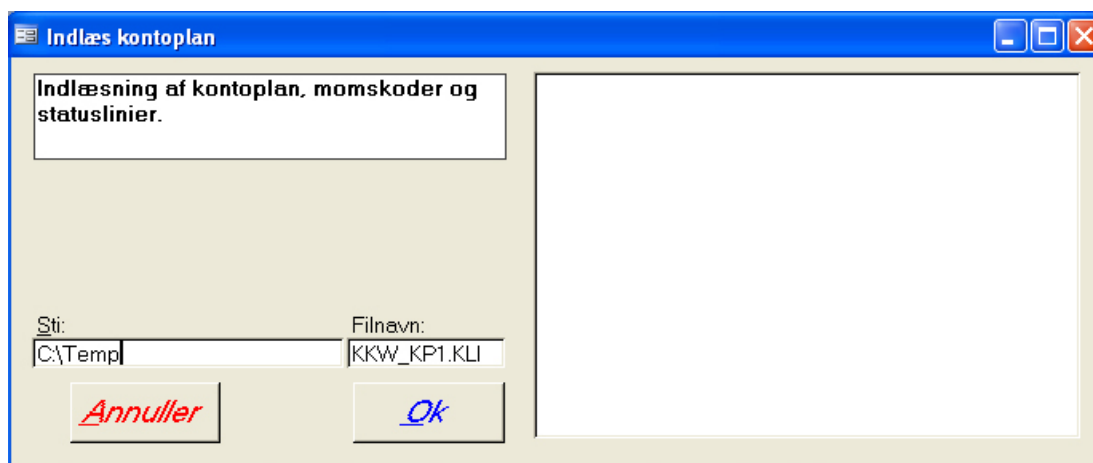 Indlæs kontoplan
Indlæsning af kontoplan, momskoder og
statuslinier.
Sti:
Filnavn:
C:\Temp
KKW_KP1.KLI
Annuller
Ok